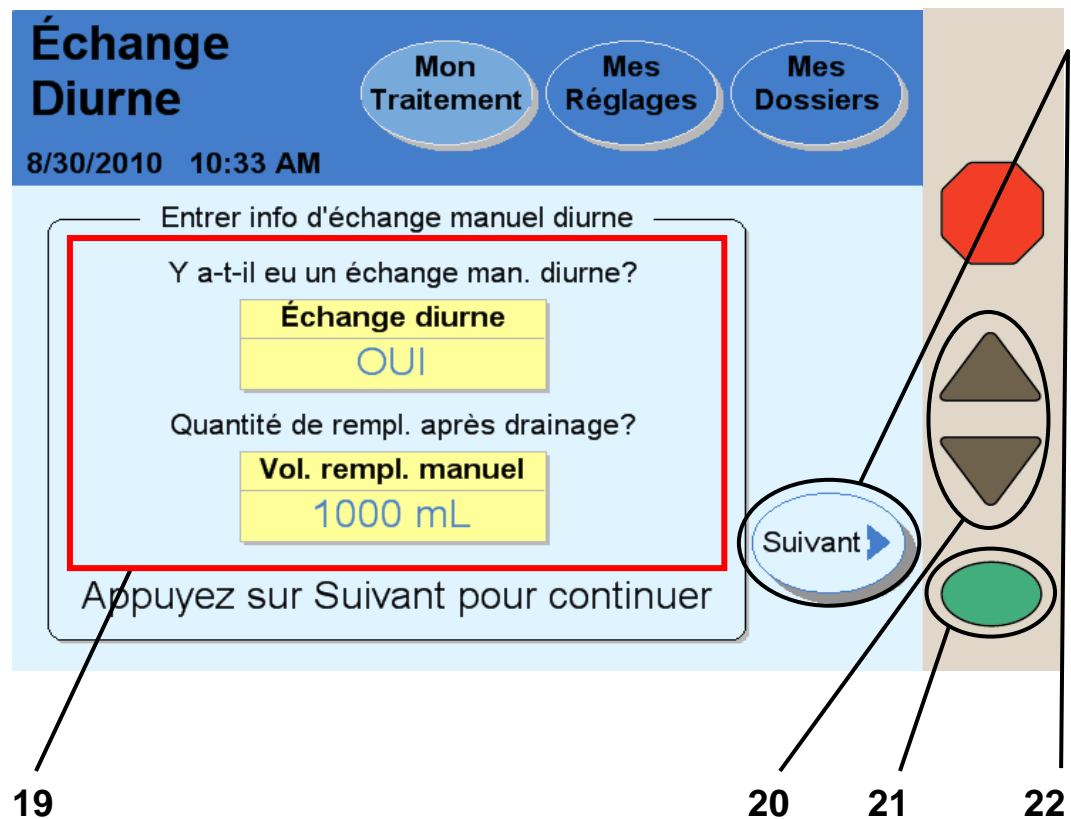 Échange
Diurne
8/30/2010 10:33 AM
Mon
Traitement
Mes
Réglages
Mes
Dossiers
Entrer info d'échange manuel diurne
Y a-t-il eu un échange man. diurne?
Échange diurne
OUI
Quantité de rempl. après drainage?
Vol. rempl. manuel
1000 mL
Suivant
Appuyez sur Suivant pour continuer
19
20
21
22